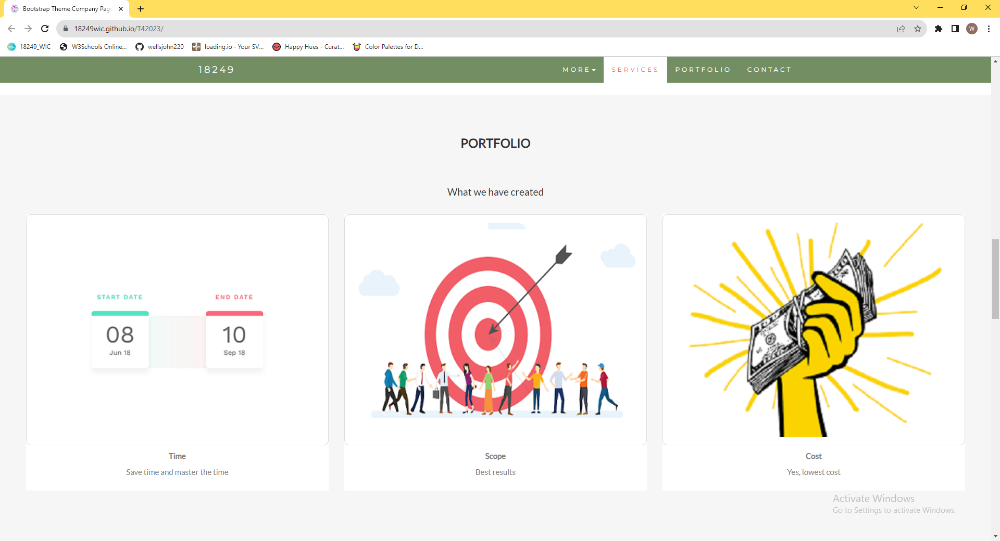 Bootstrap Theme Company Page
18249wic.github.io/T42023/
W
18249_WIC
W3Schools Online...
wellsjohn220
loading.io - Your SV...
Happy Hues - Curat...
Color Palettes for D...
18249
MORE
SERVICES
PORTFOLIO
CONTACT
PORTFOLIO
What we have created
START DATE
END DATE
08
10
Jun 18
Sep 18
Time
Scope
Cost
Save time and master the time
Best results
Yes, lowest cost
Activate Windows
Go to Settings to activate Windows.